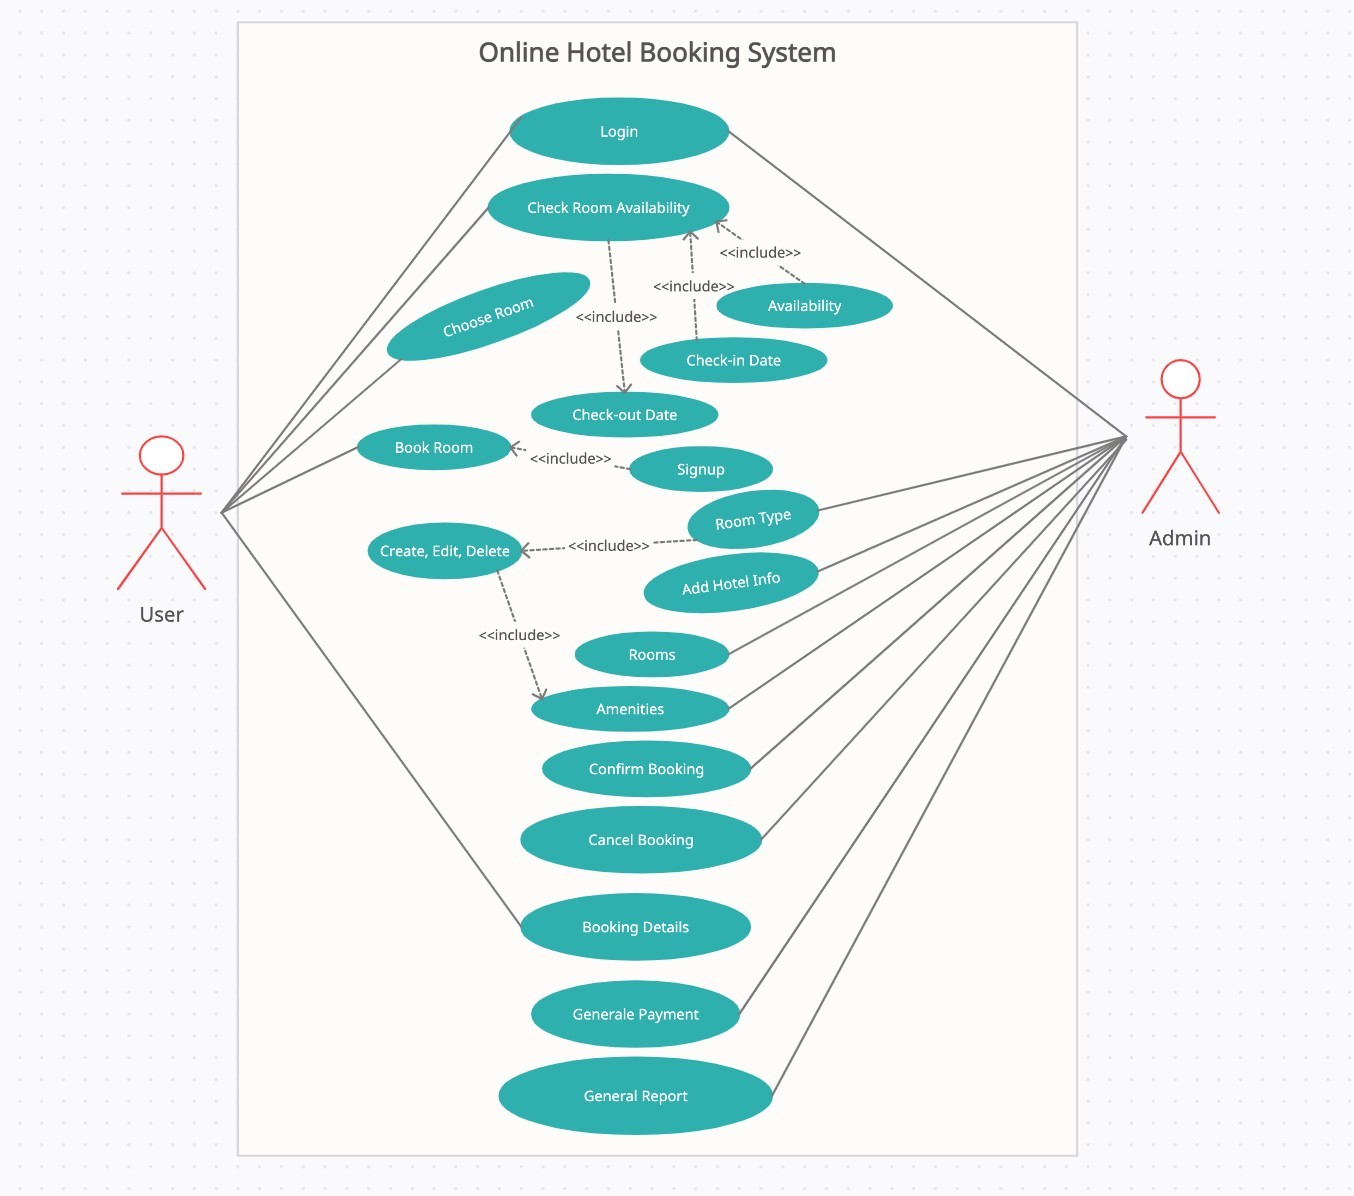 Online Hotel Booking System
Login
Check Room Availability
<<include>>
<<include>>
Choose Room
<<include>>
Availability
Check-in Date
Check-out Date
Book Room
<<include>>
Signup
Room Type
Create, Edit, Delete
<<include>>
Add Hotel Info
User
Admin
<<include>>
Rooms
Amenities
Confirm Booking
Cancel Booking
Booking Details
Generale Payment
General Report